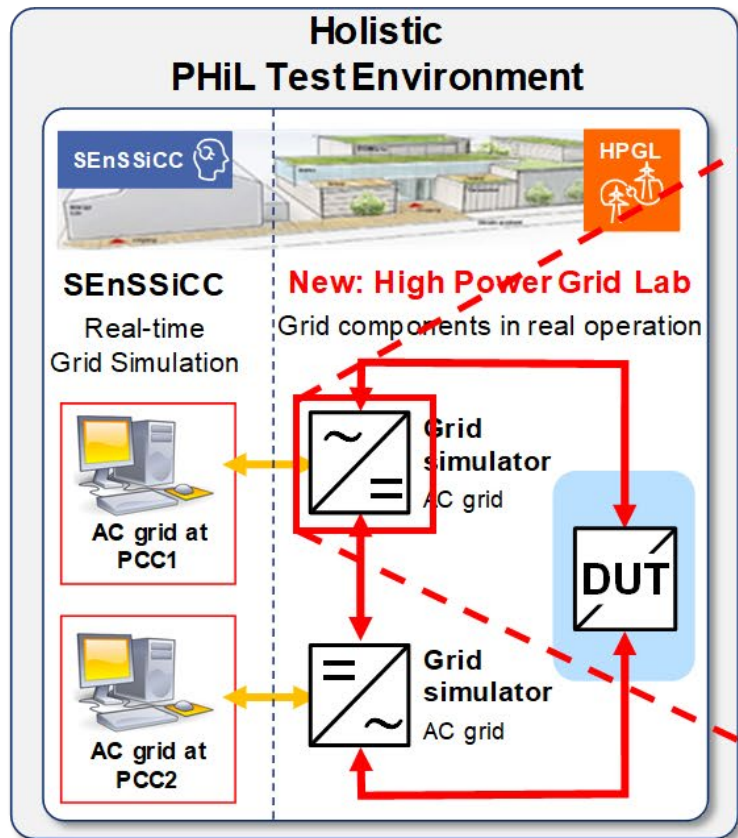 Holistic
PHiL Test Environment
SEnSSiCC
HPGL
SEnSSiCC
Real-time
Grid Simulation
New: High Power Grid Lab
Grid components in real operation
AC grid at
PCC1
Grid
simulator
AC grid
DUT
AC grid at
PCC2
Grid
simulator
AC grid